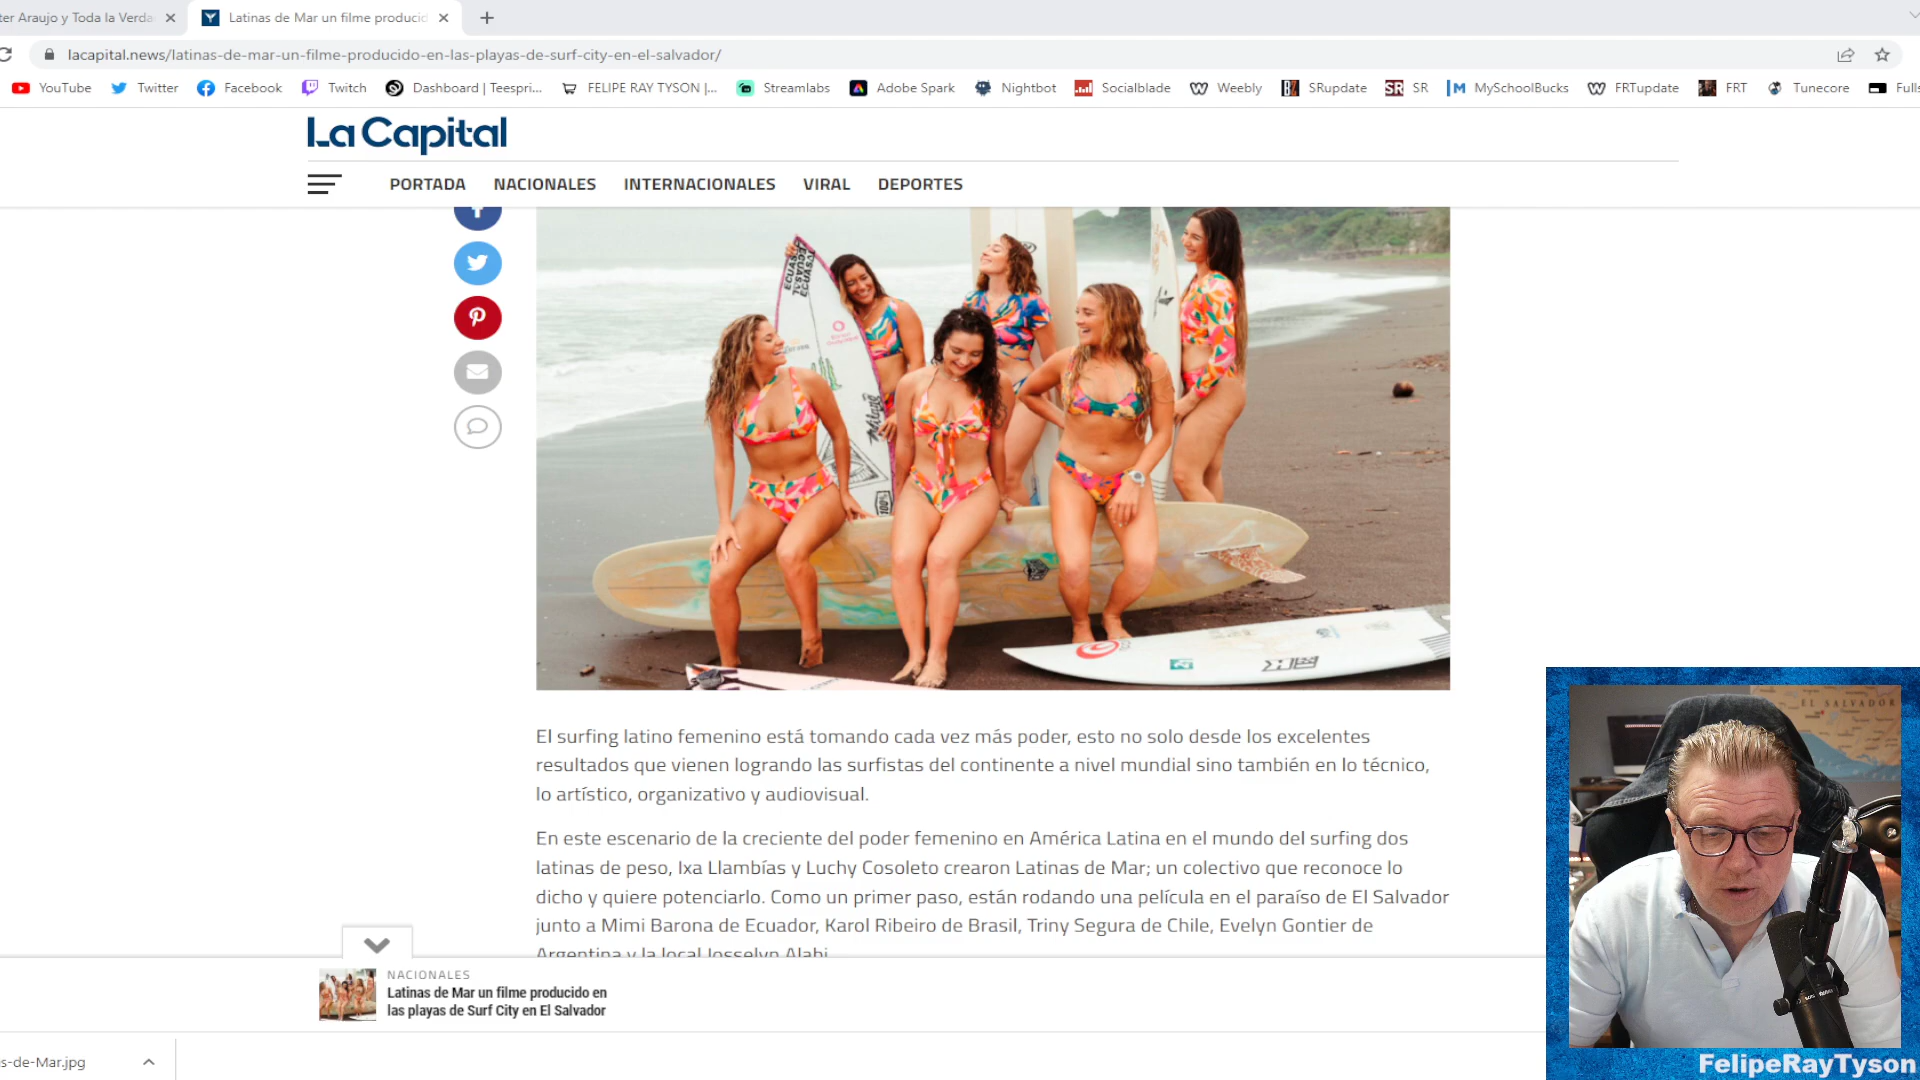 ter Araujo y Toda la Verda
Latinas de Mar un filme producid
lacapital.news/latinas-de-mar-un-filme-producido-en-las-playas-de-surf-city-en-el-salvador/
YouTube Twitter Facebook Twitch Dashboard | Teespri... FELIPE RAY TYSON |... Streamlabs Adobe Spark Nightbot Socialblade Weebly SRupdate SR SR MySchoolBucks FRTupdate FRT Tunecore Fulls
La Capital
PORTADA NACIONALES INTERNACIONALES VIRAL DEPORTES
El surfing latino femenino está tomando cada vez más poder, esto no solo desde los excelentes
resultados que vienen logrando las surfistas del continente a nivel mundial sino también en lo técnico,
lo artístico, organizativo y audiovisual.
En este escenario de la creciente del poder femenino en América Latina en el mundo del surfing dos
latinas de peso, Ixa Llambías y Luchy Cosoleto crearon Latinas de Mar; un colectivo que reconoce lo
dicho y quiere potenciarlo. Como un primer paso, están rodando una película en el paraíso de El Salvador
junto a Mimi Barona de Ecuador, Karol Ribeiro de Brasil, Triny Segura de Chile, Evelyn Gontier de
Argentina y la local Josselyn Alabi
NACIONALES
Latinas de Mar un filme producido en
las playas de Surf City en El Salvador
s-de-Mar.jpg
EL SALVADOR
FelipeRayTyson